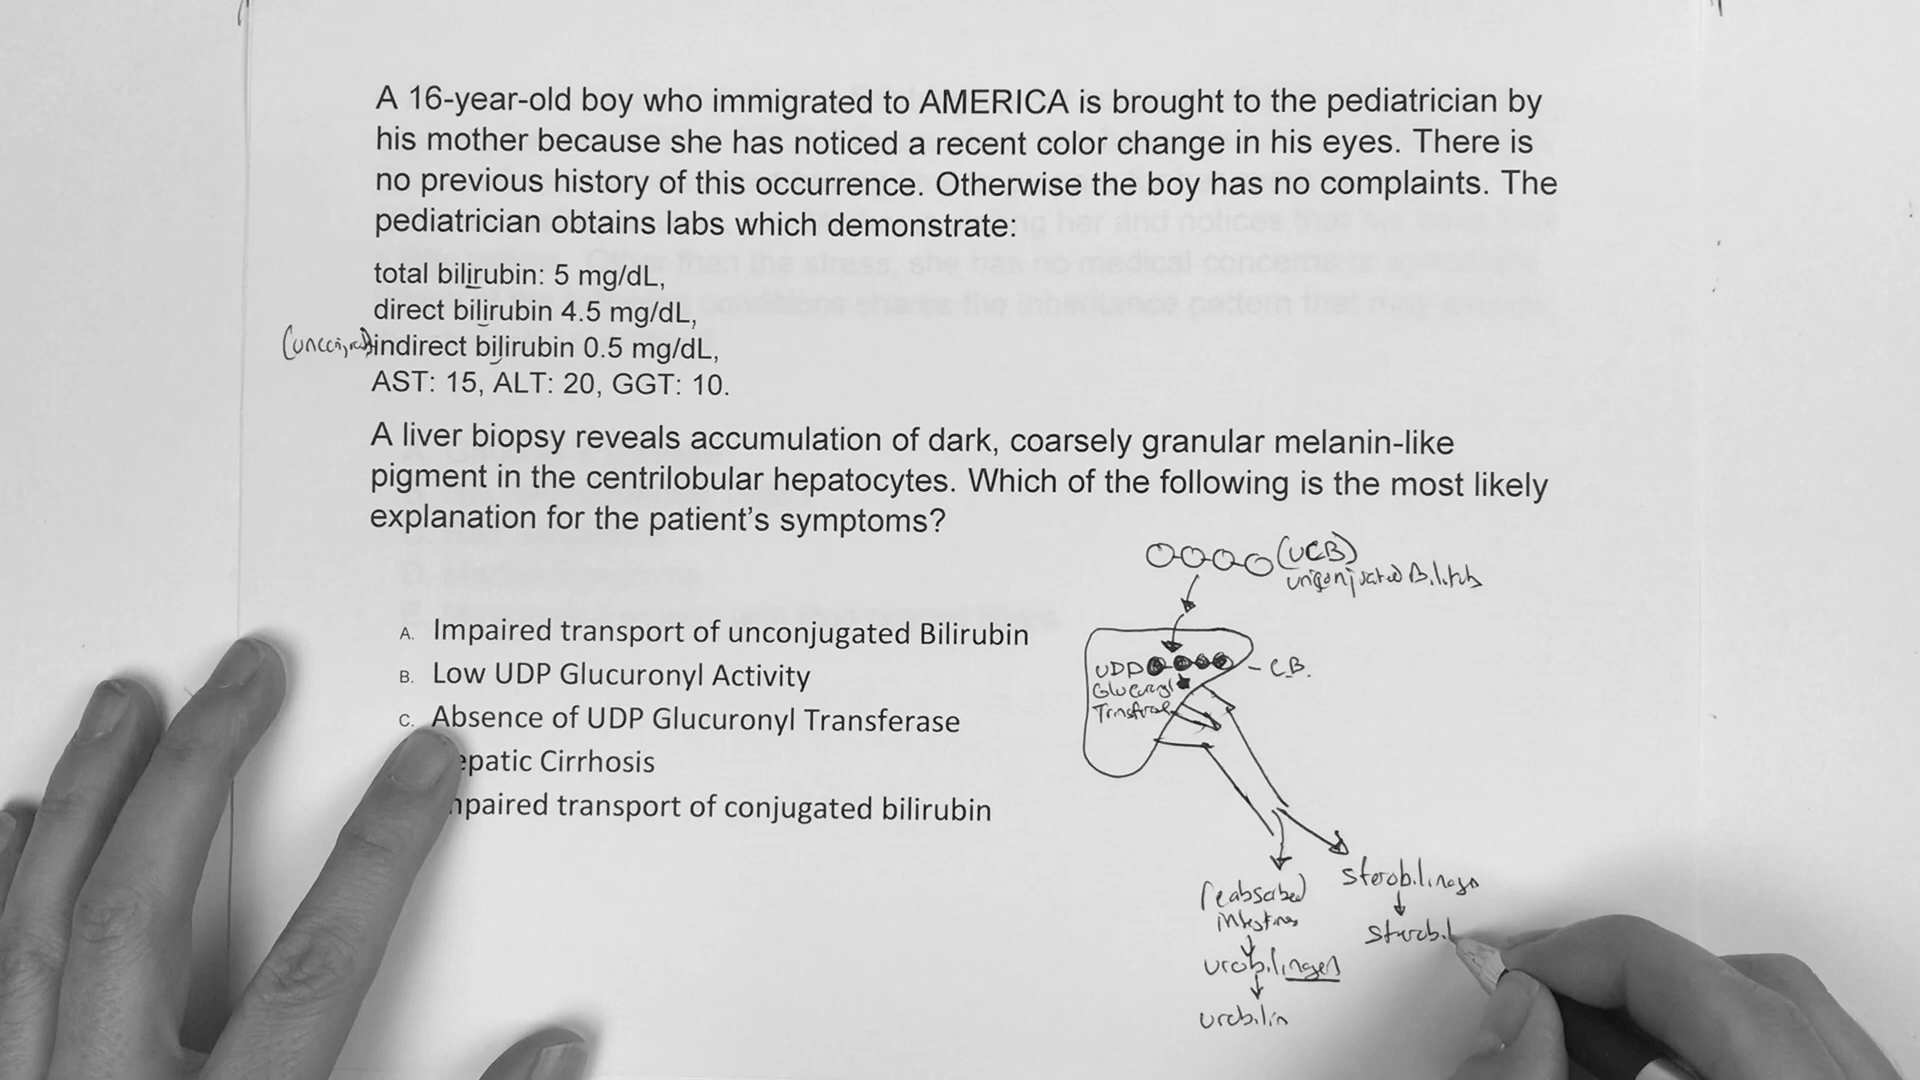 A 16-year-old boy who immigrated to AMERICA is brought to the pediatrician by
his mother because she has noticed a recent color change in his eyes. There is
no previous history of this occurrence. Otherwise the boy has no complaints. The
pediatrician obtains labs which demonstrate:
total bilirubin: 5 mg/dL,
direct bilirubin 4.5 mg/dL,
indirect bilirubin 0.5 mg/dL,
AST: 15, ALT: 20, GGT: 10.
A liver biopsy reveals accumulation of dark, coarsely granular melanin-like
pigment in the centrilobular hepatocytes. Which of the following is the most likely
explanation for the patient's symptoms?
(UCB)
A. Impaired transport of unconjugated Bilirubin
B. Low UDP Glucuronyl Activity
UDP
C.B.
C. Absence of UDP Glucuronyl Transferase
epatic Cirrhosis
mpaired transport of conjugated bilirubin
reabsorbed
urobilin